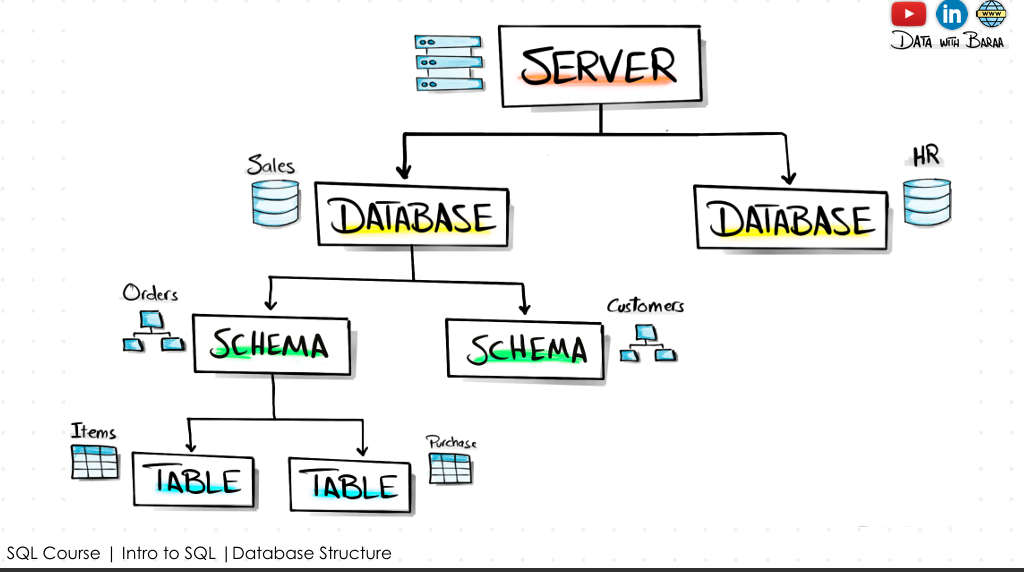 WWW
DATA WITH BARAA
SERVER
Sales
DATABASE
HR
DATABASE
Orders
SCHEMA
Customers
SCHEMA
Items
TABLE
Purchase
TABLE
SQL Course | Intro to SQL |Database Structure
in